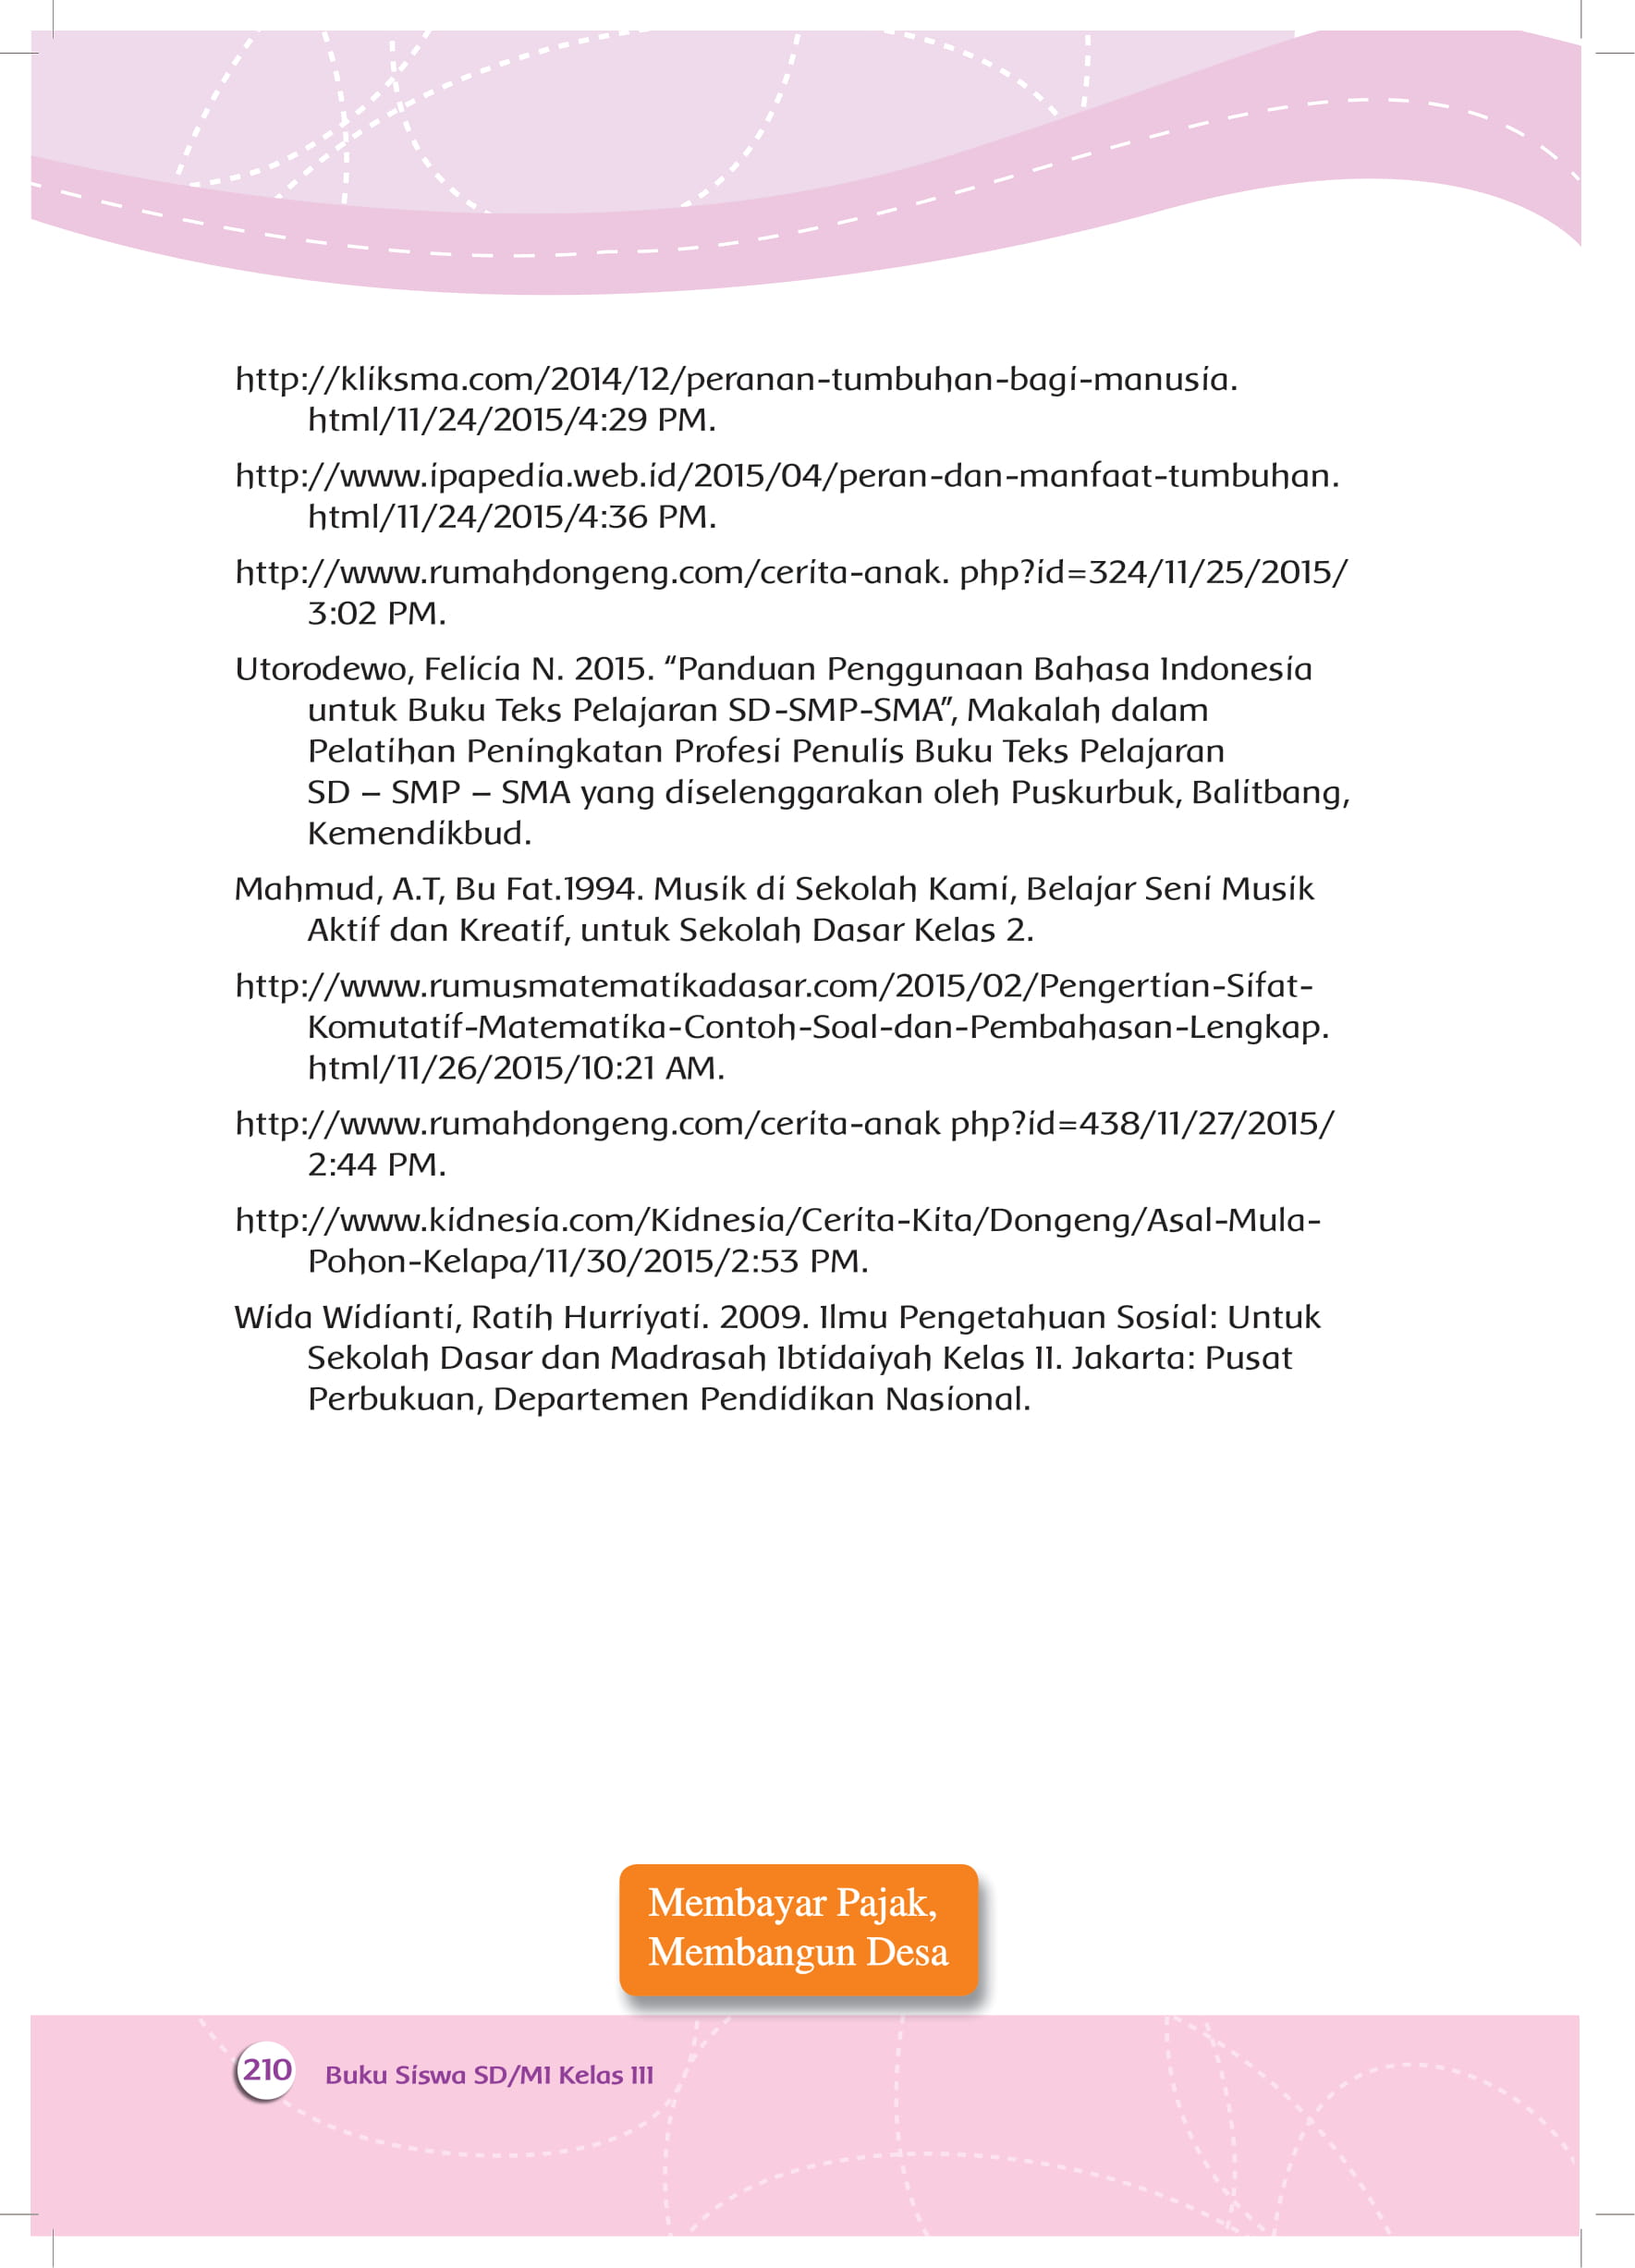 http://kliksma.com/2014/12/peranan-tumbuhan-bagi-manusia.
html/11/24/2015/4:29 PM.
http://www.ipapedia.web.id/2015/04/peran-dan-manfaat-tumbuhan.
html/11/24/2015/4:36 PM.
http://www.rumahdongeng.com/cerita-anak. php?id=324/11/25/2015/
3:02 PM.
Utorodewo, Felicia N. 2015. “Panduan Penggunaan Bahasa Indonesia
untuk Buku Teks Pelajaran SD-SMP-SMA”, Makalah dalam
Pelatihan Peningkatan Profesi Penulis Buku Teks Pelajaran
SD – SMP – SMA yang diselenggarakan oleh Puskurbuk, Balitbang,
Kemendikbud.
Mahmud, A.T, Bu Fat.1994. Musik di Sekolah Kami, Belajar Seni Musik
Aktif dan Kreatif, untuk Sekolah Dasar Kelas 2.
http://www.rumusmatematikadasar.com/2015/02/Pengertian-Sifat-
Komutatif-Matematika-Contoh-Soal-dan-Pembahasan-Lengkap.
html/11/26/2015/10:21 AM.
http://www.rumahdongeng.com/cerita-anak php?id=438/11/27/2015/
2:44 PM.
http://www.kidnesia.com/Kidnesia/Cerita-Kita/Dongeng/Asal-Mula-
Pohon-Kelapa/11/30/2015/2:53 PM.
Wida Widianti, Ratih Hurriyati. 2009. Ilmu Pengetahuan Sosial: Untuk
Sekolah Dasar dan Madrasah Ibtidaiyah Kelas II. Jakarta: Pusat
Perbukuan, Departemen Pendidikan Nasional.
Membayar Pajak,
Membangun Desa
210 Buku Siswa SD/MI Kelas III